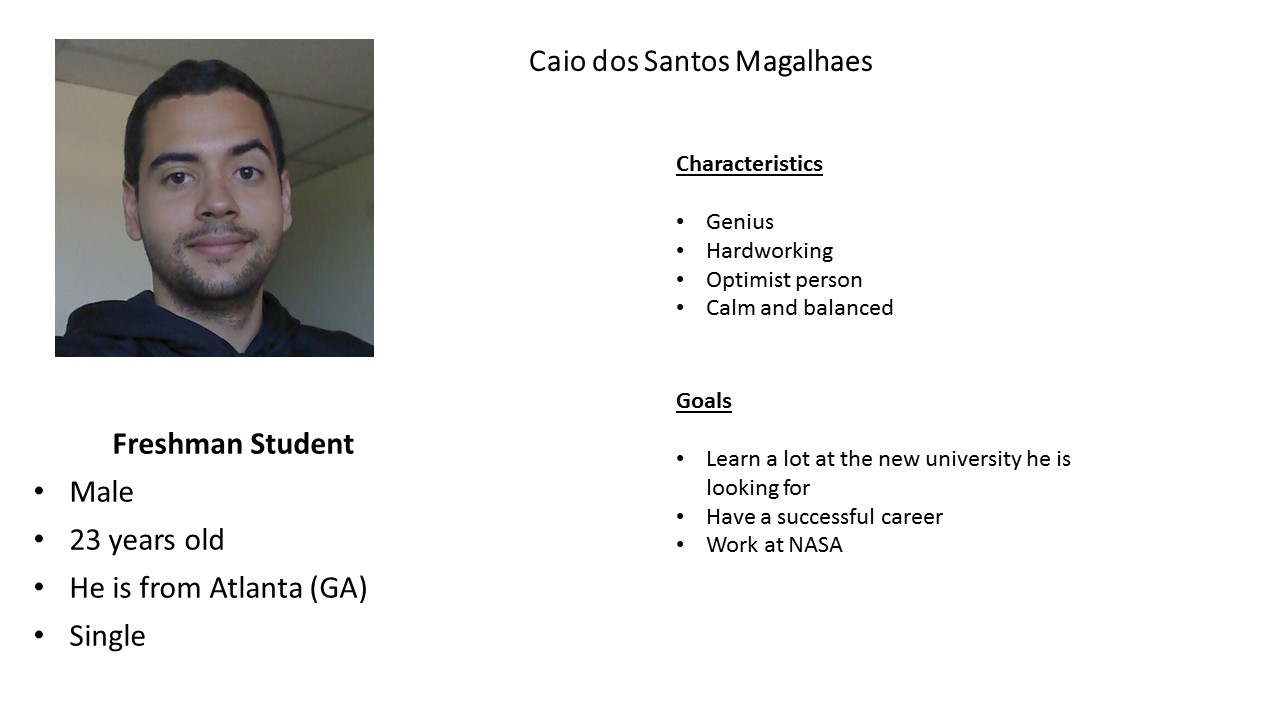 Caio dos Santos Magalhaes
Characteristics
• Genius
• Hardworking
• Optimist person
• Calm and balanced
Goals
• Learn a lot at the new university he is
looking for
• Have a successful career
• Work at NASA
Freshman Student
• Male
• 23 years old
• He is from Atlanta (GA)
• Single